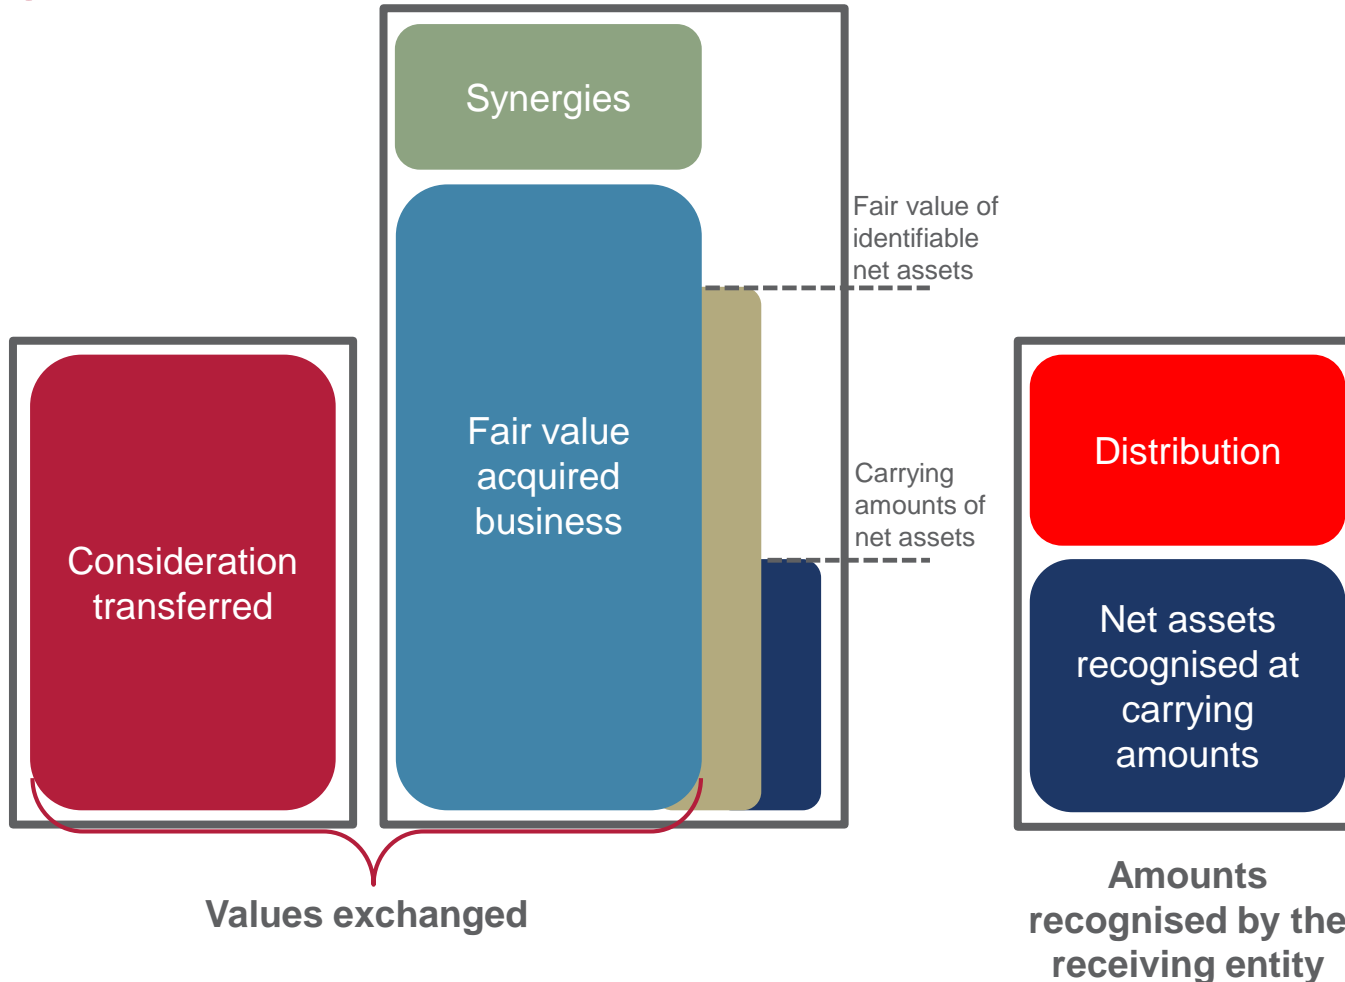 Synergies
Fair value of
identifiable
net assets
Fair value
acquired
business
Carrying
amounts of
net assets
Consideration
transferred
Distribution
Net assets
recognised at
carrying
amounts
Values exchanged
Amounts
recognised by the
receiving entity